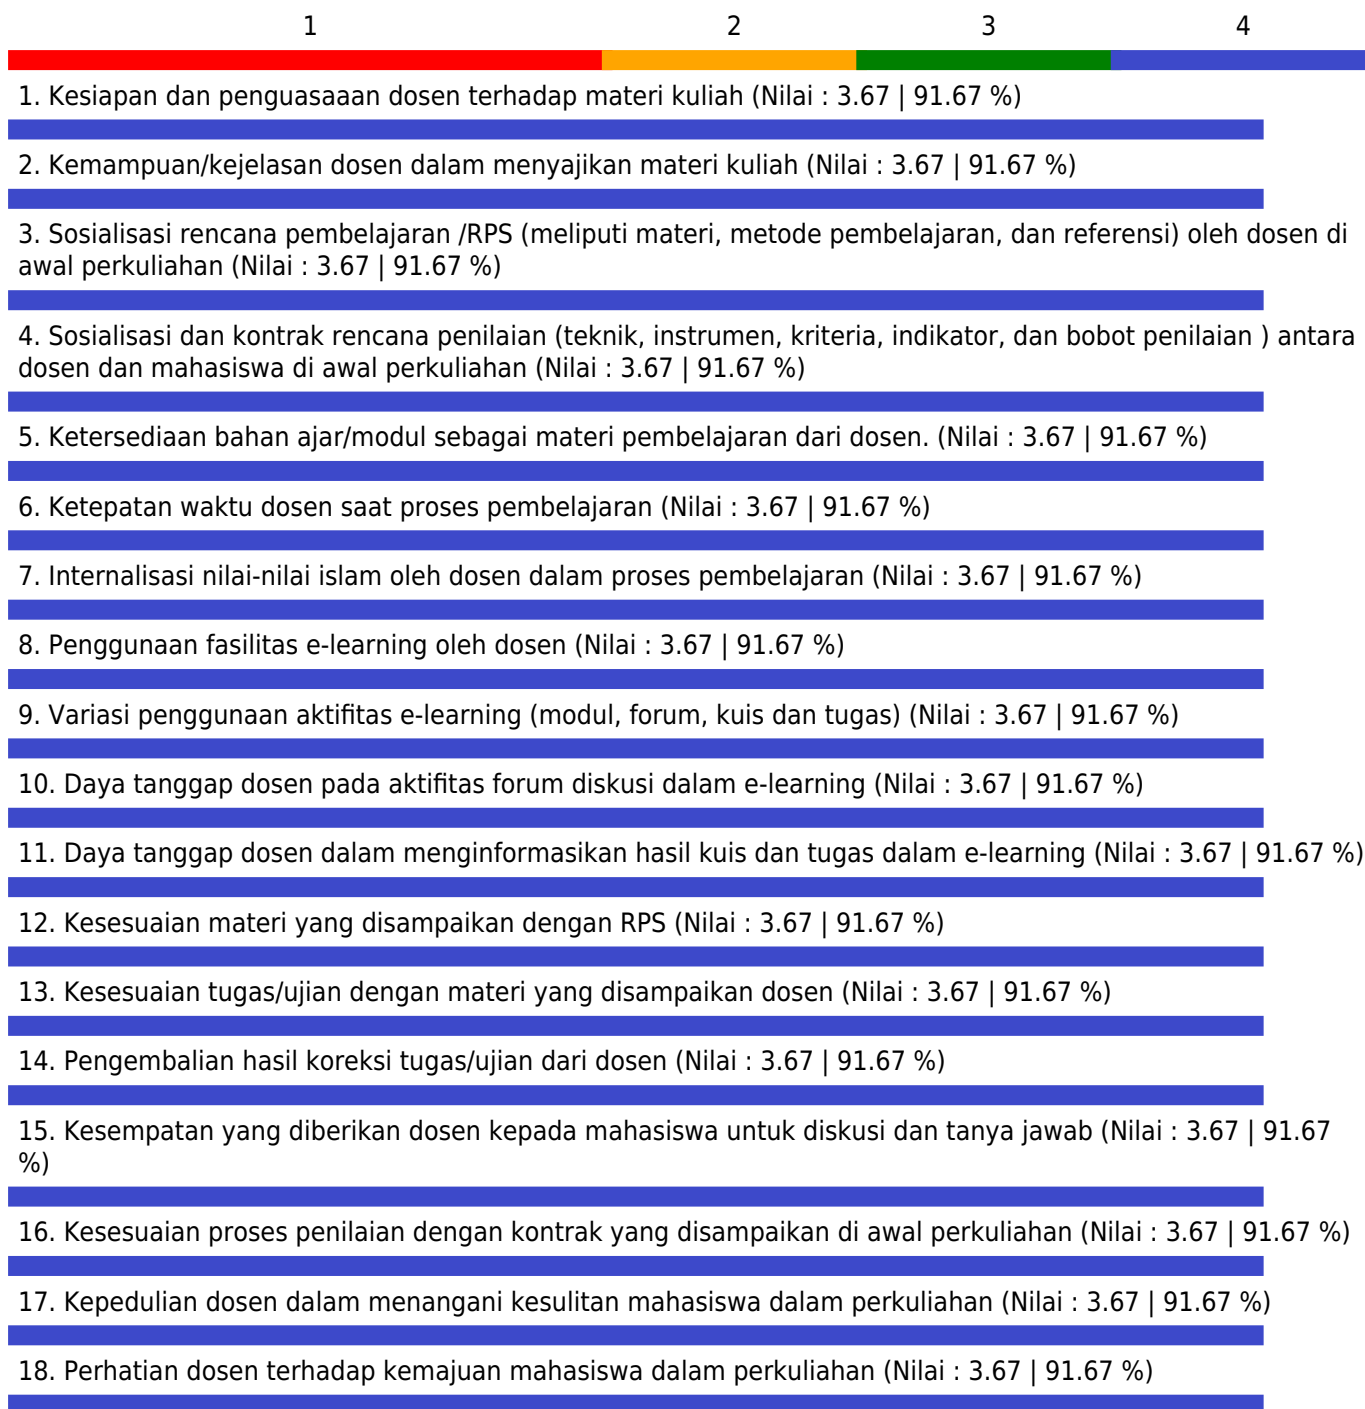 1 2 3 4
1. Kesiapan dan penguasaaan dosen terhadap materi kuliah (Nilai : 3.67 | 91.67 %)
2. Kemampuan/kejelasan dosen dalam menyajikan materi kuliah (Nilai : 3.67 | 91.67 %)
3. Sosialisasi rencana pembelajaran /RPS (meliputi materi, metode pembelajaran, dan referensi) oleh dosen di
awal perkuliahan (Nilai : 3.67 | 91.67 %)
4. Sosialisasi dan kontrak rencana penilaian (teknik, instrumen, kriteria, indikator, dan bobot penilaian ) antara
dosen dan mahasiswa di awal perkuliahan (Nilai : 3.67 | 91.67 %)
5. Ketersediaan bahan ajar/modul sebagai materi pembelajaran dari dosen. (Nilai : 3.67 | 91.67 %)
6. Ketepatan waktu dosen saat proses pembelajaran (Nilai : 3.67 | 91.67 %)
7. Internalisasi nilai-nilai islam oleh dosen dalam proses pembelajaran (Nilai : 3.67 | 91.67 %)
8. Penggunaan fasilitas e-learning oleh dosen (Nilai : 3.67 | 91.67 %)
9. Variasi penggunaan aktifitas e-learning (modul, forum, kuis dan tugas) (Nilai : 3.67 | 91.67 %)
10. Daya tanggap dosen pada aktifitas forum diskusi dalam e-learning (Nilai : 3.67 | 91.67 %)
11. Daya tanggap dosen dalam menginformasikan hasil kuis dan tugas dalam e-learning (Nilai : 3.67 | 91.67 %)
12. Kesesuaian materi yang disampaikan dengan RPS (Nilai : 3.67 | 91.67 %)
13. Kesesuaian tugas/ujian dengan materi yang disampaikan dosen (Nilai : 3.67 | 91.67 %)
14. Pengembalian hasil koreksi tugas/ujian dari dosen (Nilai : 3.67 | 91.67 %)
15. Kesempatan yang diberikan dosen kepada mahasiswa untuk diskusi dan tanya jawab (Nilai : 3.67 | 91.67
%)
16. Kesesuaian proses penilaian dengan kontrak yang disampaikan di awal perkuliahan (Nilai : 3.67 | 91.67 %)
17. Kepedulian dosen dalam menangani kesulitan mahasiswa dalam perkuliahan (Nilai : 3.67 | 91.67 %)
18. Perhatian dosen terhadap kemajuan mahasiswa dalam perkuliahan (Nilai : 3.67 | 91.67 %)